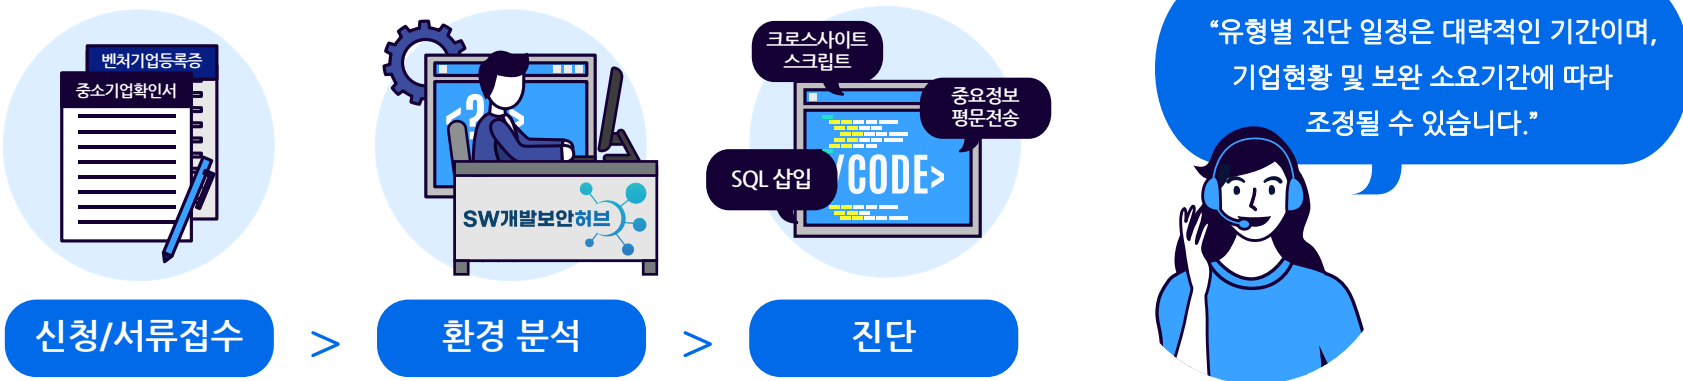 벤처기업등록증
중소기업확인서
신청/서류접수
>
<?>
SW개발보안허브
환경 분석
>
크로스사이트
스크립트
중요정보
평문전송
SQL 삽입
/CODE>
진단
“유형별 진단 일정은 대략적인 기간이며,
기업현황 및 보완 소요기간에 따라
조정될 수 있습니다.”